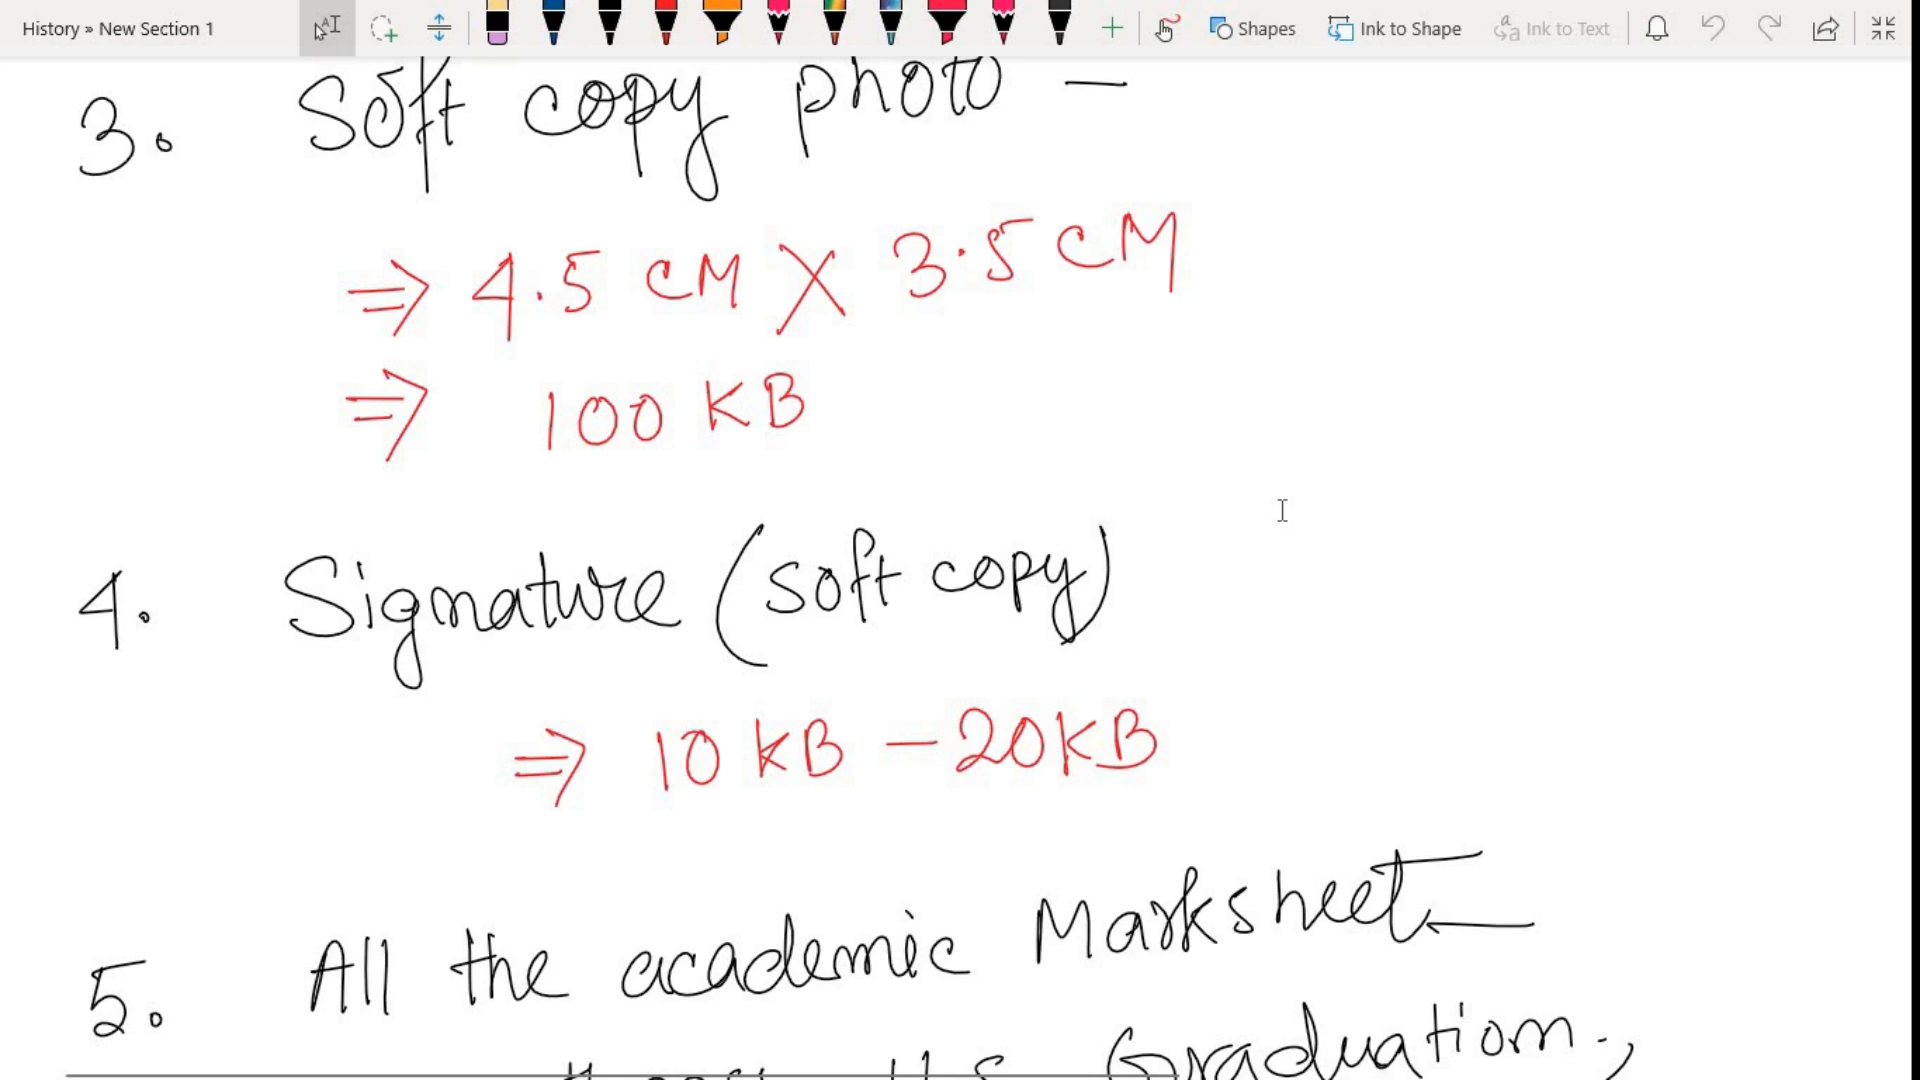 History » New Section 1
Shapes
Ink to Shape
Ink to Text
3. Soft copy photo -
⇒ 4.5 CM X 3.5 CM
⇒ 100 KB
4. Signature (soft copy)
⇒ 10 KB - 20KB
5. All the academic Marksheet
Graduation.,